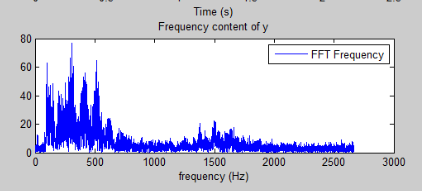 Time (s)
Frequency content of y
FFT Frequency
80
60
40
20
0
0 500 1000 1500 2000 2500 3000
frequency (Hz)